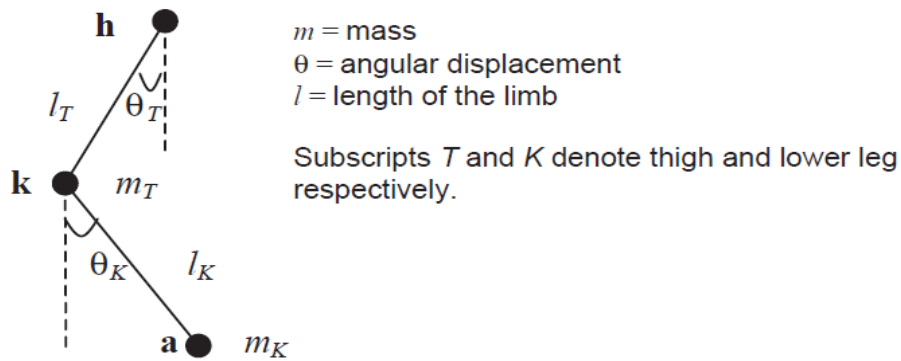 h
m = mass
θ = angular displacement
l = length of the limb
l_T
θ_T
Subscripts T and K denote thigh and lower leg
respectively.
k
m_T
θ_K
l_K
a
m_K